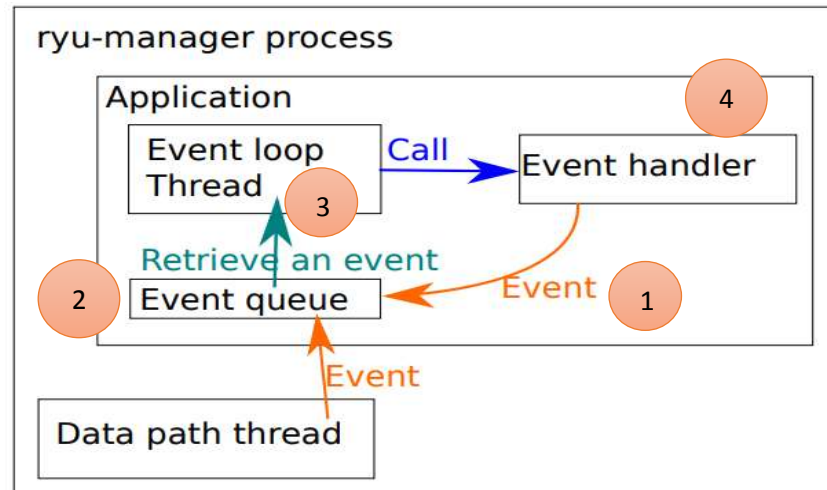 ryu-manager process
Application
4
Event loop
Thread
Call
Event handler
3
Retrieve an event
2
Event queue
Event
1
Event
Data path thread